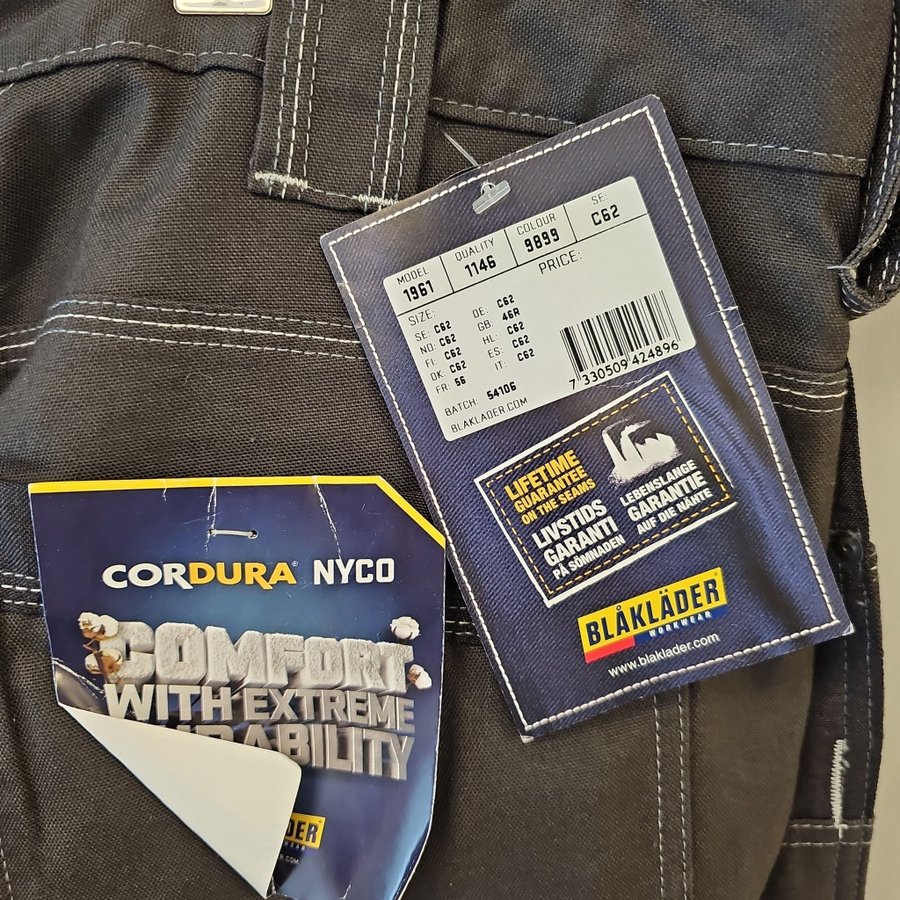 MODEL QUALITY COLOUR SE:
1961 1146 9899 C62
SIZE: PRICE:
SE: C62 DE: C62
NO: C62 GB: 46R
FI: C62 NL: C62
DK: C62 ES: C62
FR: 56 IT: C62
BATCH: 54106
BLAKLADER.COM
7 330509 424896
LIFETIME
GUARANTEE
ON THE SEAMS
LIVSTIDS
GARANTI
PÅ SÖMNADEN
LEBENSLANGE
GARANTIE
AUF DIE NÄHTE
BLÅKLÄDER®
WORKWEAR
www.blaklader.com
CORDURA® NYCO
COMFORT
WITH EXTREME
DURABILITY